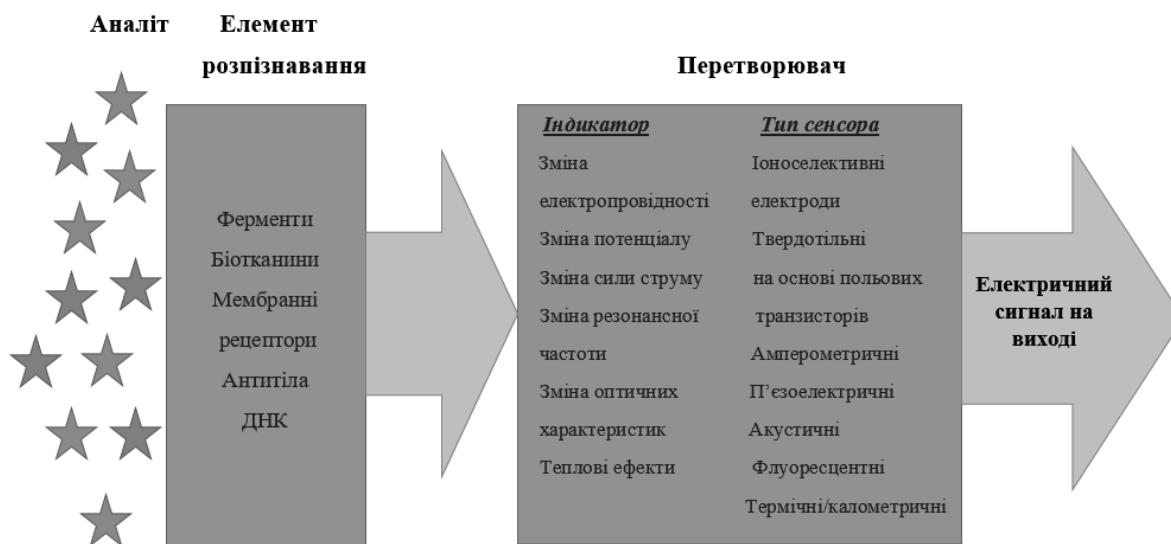 Аналіт
Елемент
розпізнавання
Ферменти
Біотканини
Мембранні
рецептори
Антитіла
ДНК
Перетворювач
Індикатор
Зміна
електропровідності
Зміна потенціалу
Зміна сили струму
Зміна резонансної
частоти
Зміна оптичних
характеристик
Теплові ефекти
Тип сенсора
Іоноселективні
електроди
Твердотільні
на основі польових
транзисторів
Амперометричні
П’єзоелектричні
Акустичні
Флуоресцентні
Термічні/калометричні
Електричний
сигнал на
виході